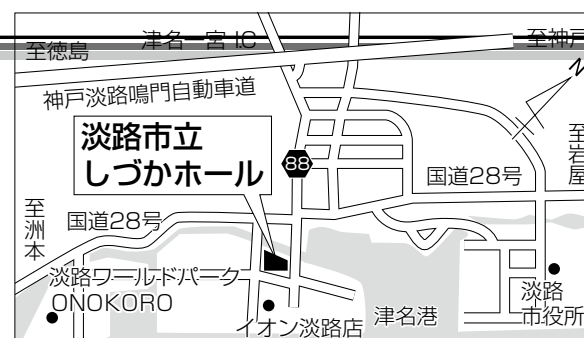 至徳島
津名一宮 I.C
至神戸
N
神戸淡路鳴門自動車道
淡路市立
しづかホール
88
国道28号
至岩屋
至洲本
国道28号
淡路ワールドパーク
ONOKORO
イオン淡路店
津名港
淡路
市役所